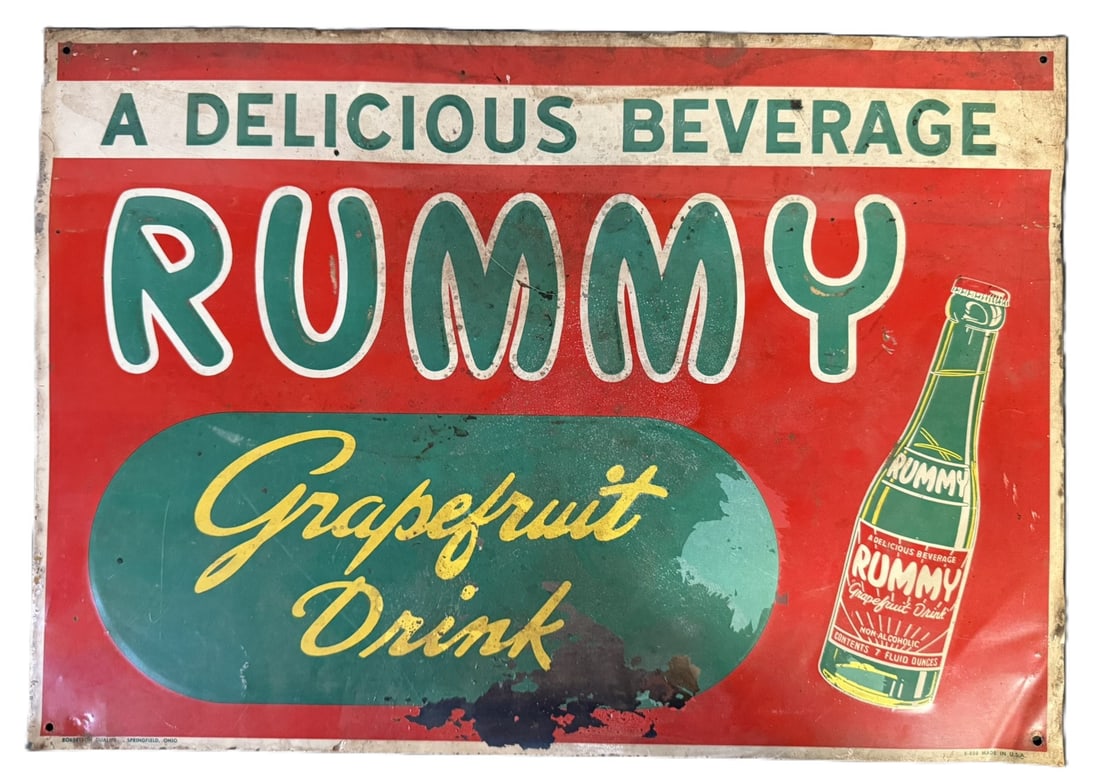 A DELICIOUS BEVERAGE
RUMMY
Grapefruit
Drink
RUMMY
A DELICIOUS BEVERAGE
RUMMY
Grapefruit Drink
NON-ALCOHOLIC
CONTENTS 7 FLUID OUNCES
SPRINGFIELD, OHIO
MADE IN U.S.A.